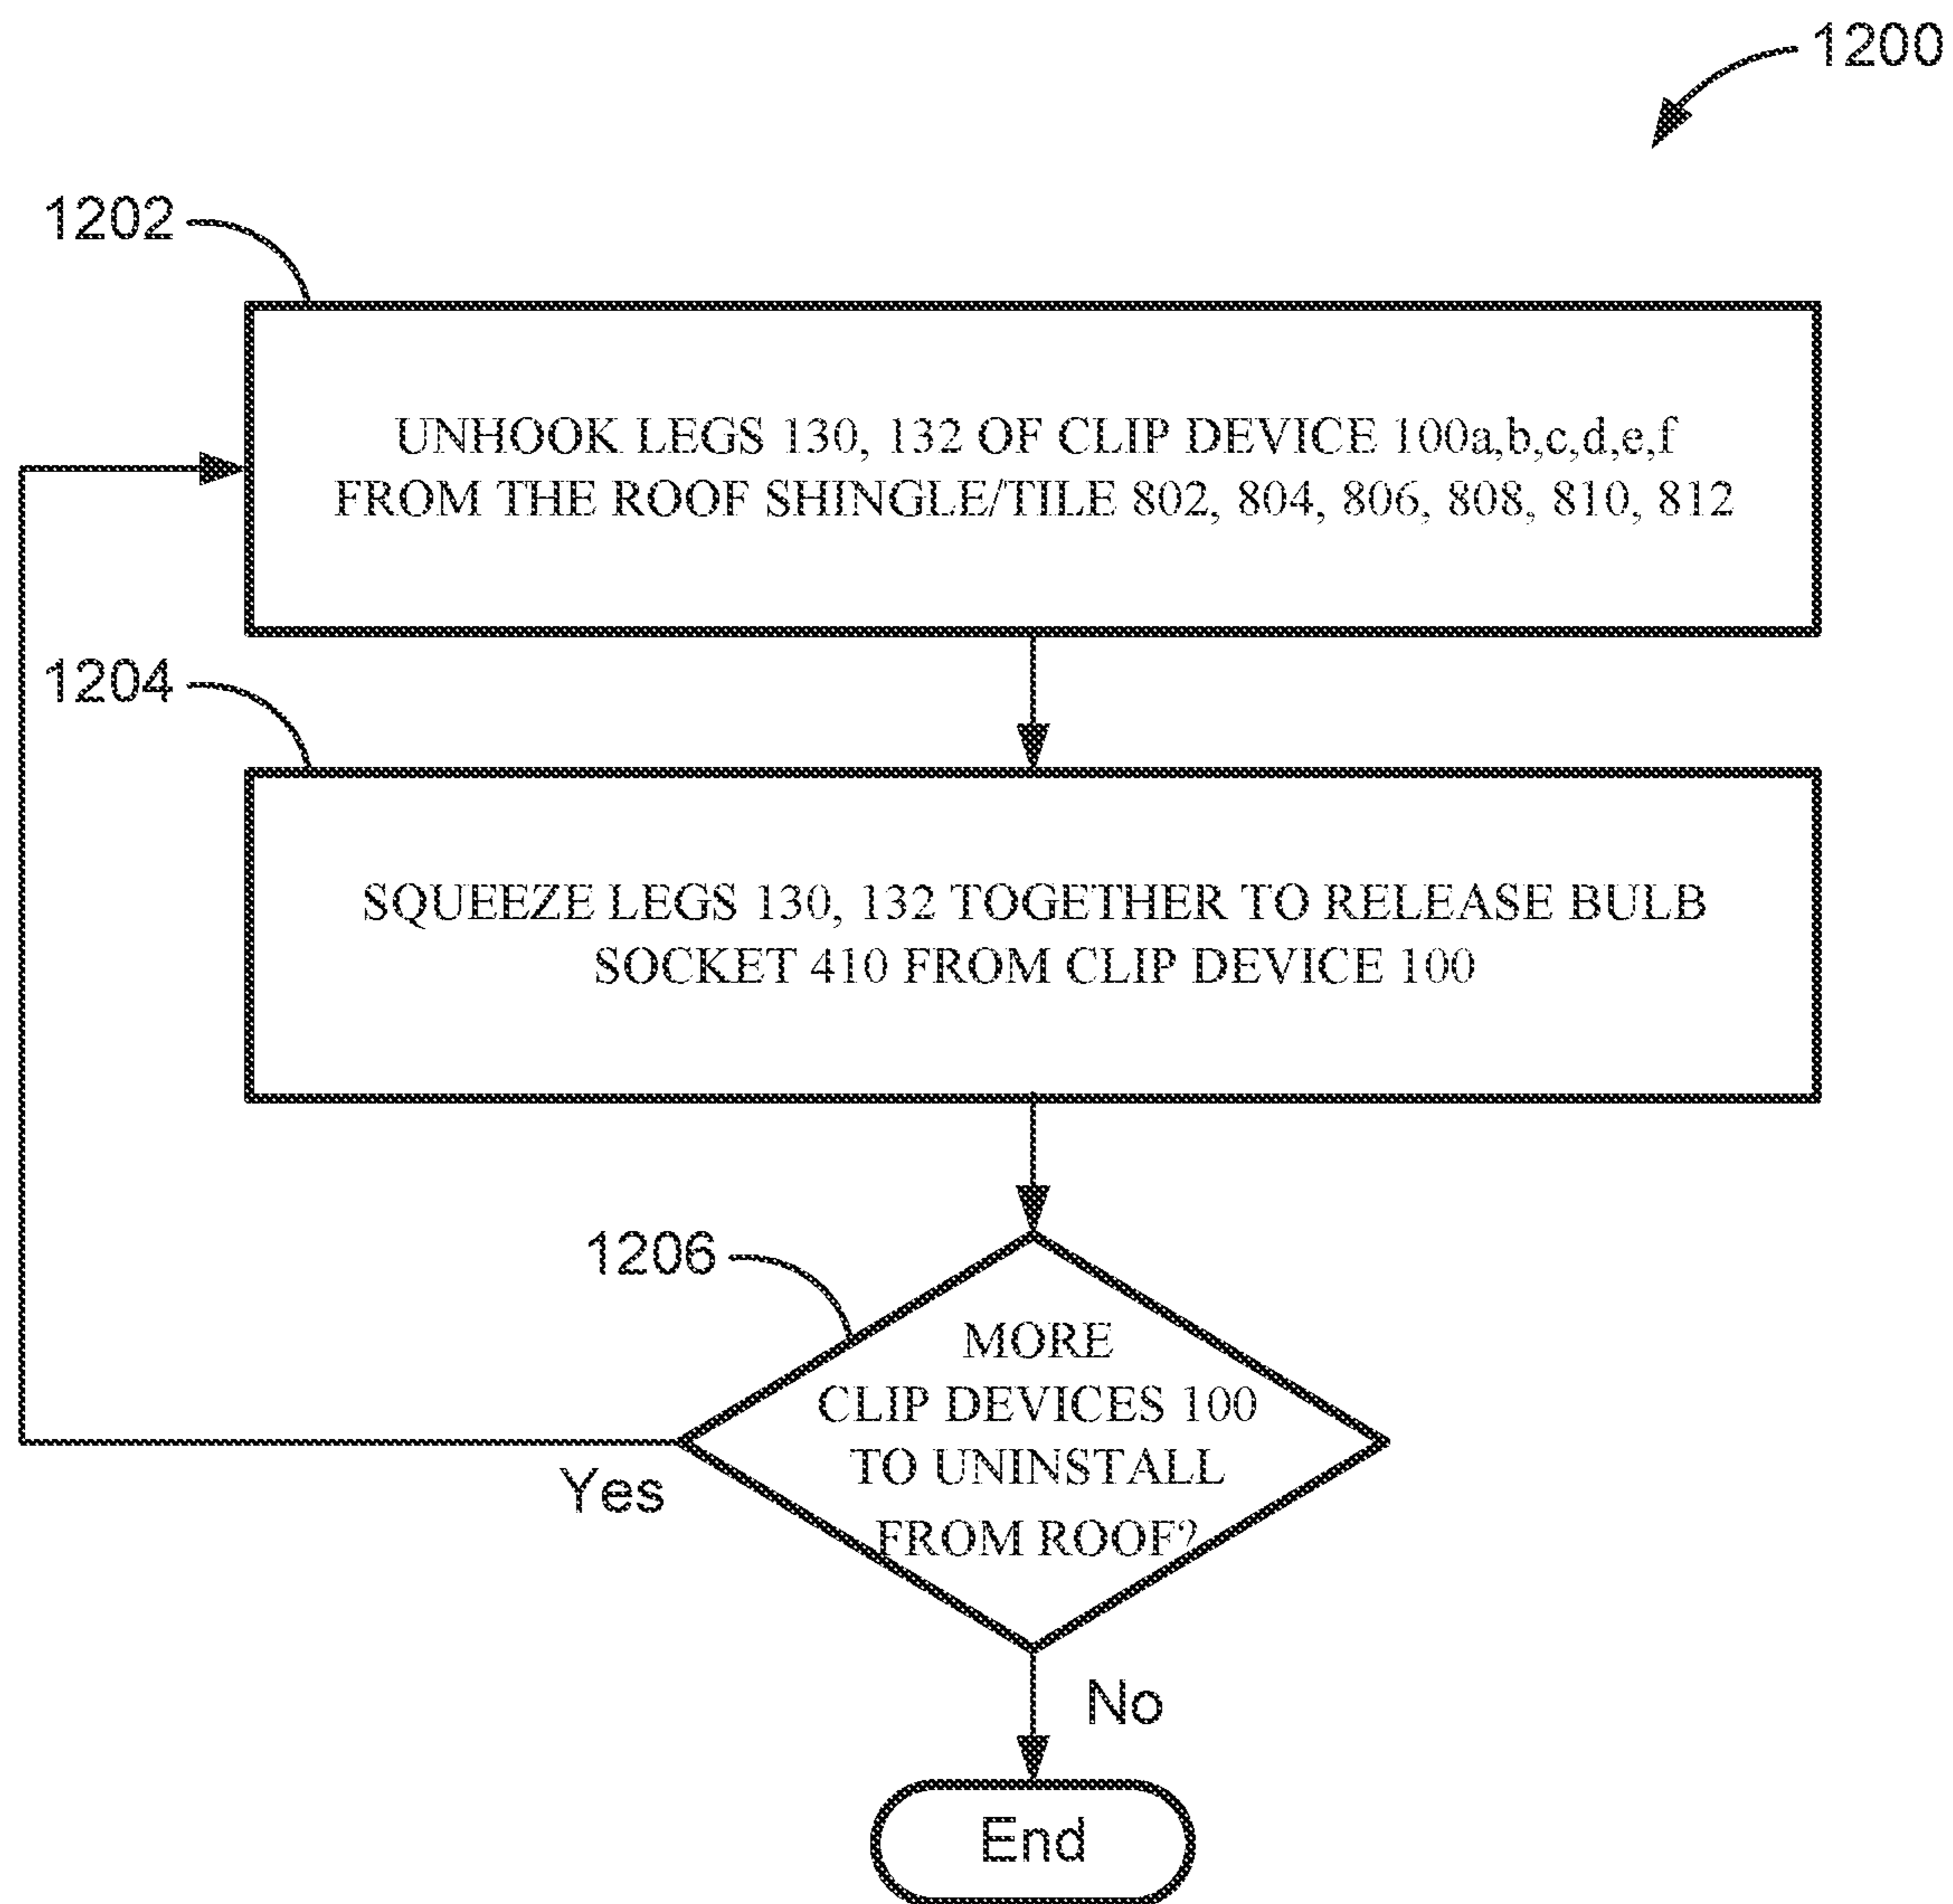 1200
1202
UNHOOK LEGS 130, 132 OF CLIP DEVICE 100a,b,c,d,e,f
FROM THE ROOF SHINGLE/TILE 802, 804, 806, 808, 810, 812
1204
SQUEEZE LEGS 130, 132 TOGETHER TO RELEASE BULB
SOCKET 410 FROM CLIP DEVICE 100
1206
MORE
CLIP DEVICES 100
TO UNINSTALL
FROM ROOF?
Yes
No
End